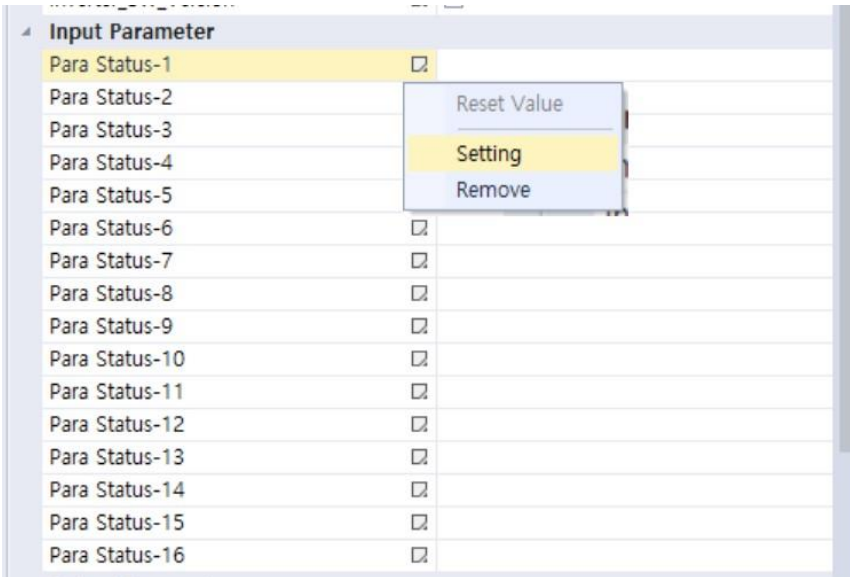 Input Parameter
Para Status-1
Para Status-2
Para Status-3
Para Status-4
Para Status-5
Para Status-6
Para Status-7
Para Status-8
Para Status-9
Para Status-10
Para Status-11
Para Status-12
Para Status-13
Para Status-14
Para Status-15
Para Status-16
Reset Value
Setting
Remove